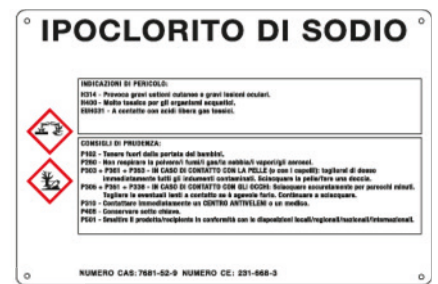 IPOCLORITO DI SODIO
INDICAZIONI DI PERICOLO:
H314 - Provoca gravi ustioni cutanee e gravi lesioni oculari.
H400 - Molto tossico per gli organismi acquatici.
EUH031 - A contatto con acidi libera gas tossici.
CONSIGLI DI PRUDENZA:
P102 - Tenere fuori dalla portata dei bambini.
P260 - Non respirare la polvere/i fumi/i gas/la nebbia/i vapori/gli aerosol.
P303 + P361 + P353 - IN CASO DI CONTATTO CON LA PELLE (o con i capelli): togliersi di dosso
immediatamente tutti gli indumenti contaminati. Sciacquare la pelle/fare una doccia.
P305 + P351 + P338 - IN CASO DI CONTATTO CON GLI OCCHI: Sciacquare accuratamente per parecchi minuti.
Togliere le eventuali lenti a contatto se è agevole farlo. Continuare a sciacquare.
P310 - Contattare immediatamente un CENTRO ANTIVELENI o un medico.
P405 - Conservare sotto chiave.
P501 - Smaltire il prodotto/recipiente in conformità con le disposizioni locali/regionali/nazionali/internazionali.
NUMERO CAS: 7681-52-9 NUMERO CE: 231-668-3